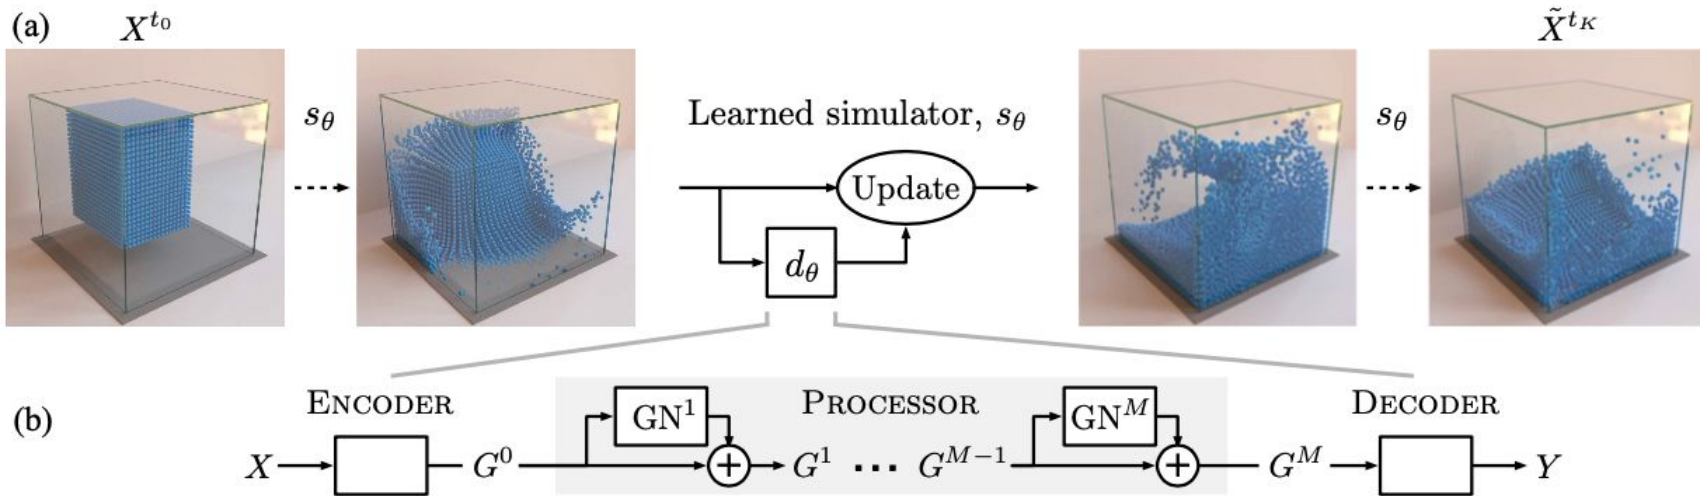 (a) X^{t_0} X̃^{t_K}
s_θ Learned simulator, s_θ s_θ
Update
d_θ
ENCODER PROCESSOR DECODER
(b) GN^1 GN^M
X G^0 + G^1 ··· G^{M−1} + G^M Y